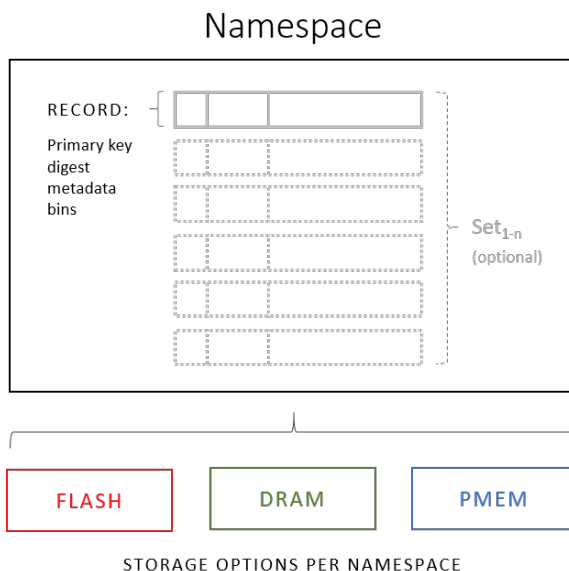 Namespace
RECORD:
Primary key
digest
metadata
bins
Set1-n
(optional)
FLASH
DRAM
PMEM
STORAGE OPTIONS PER NAMESPACE